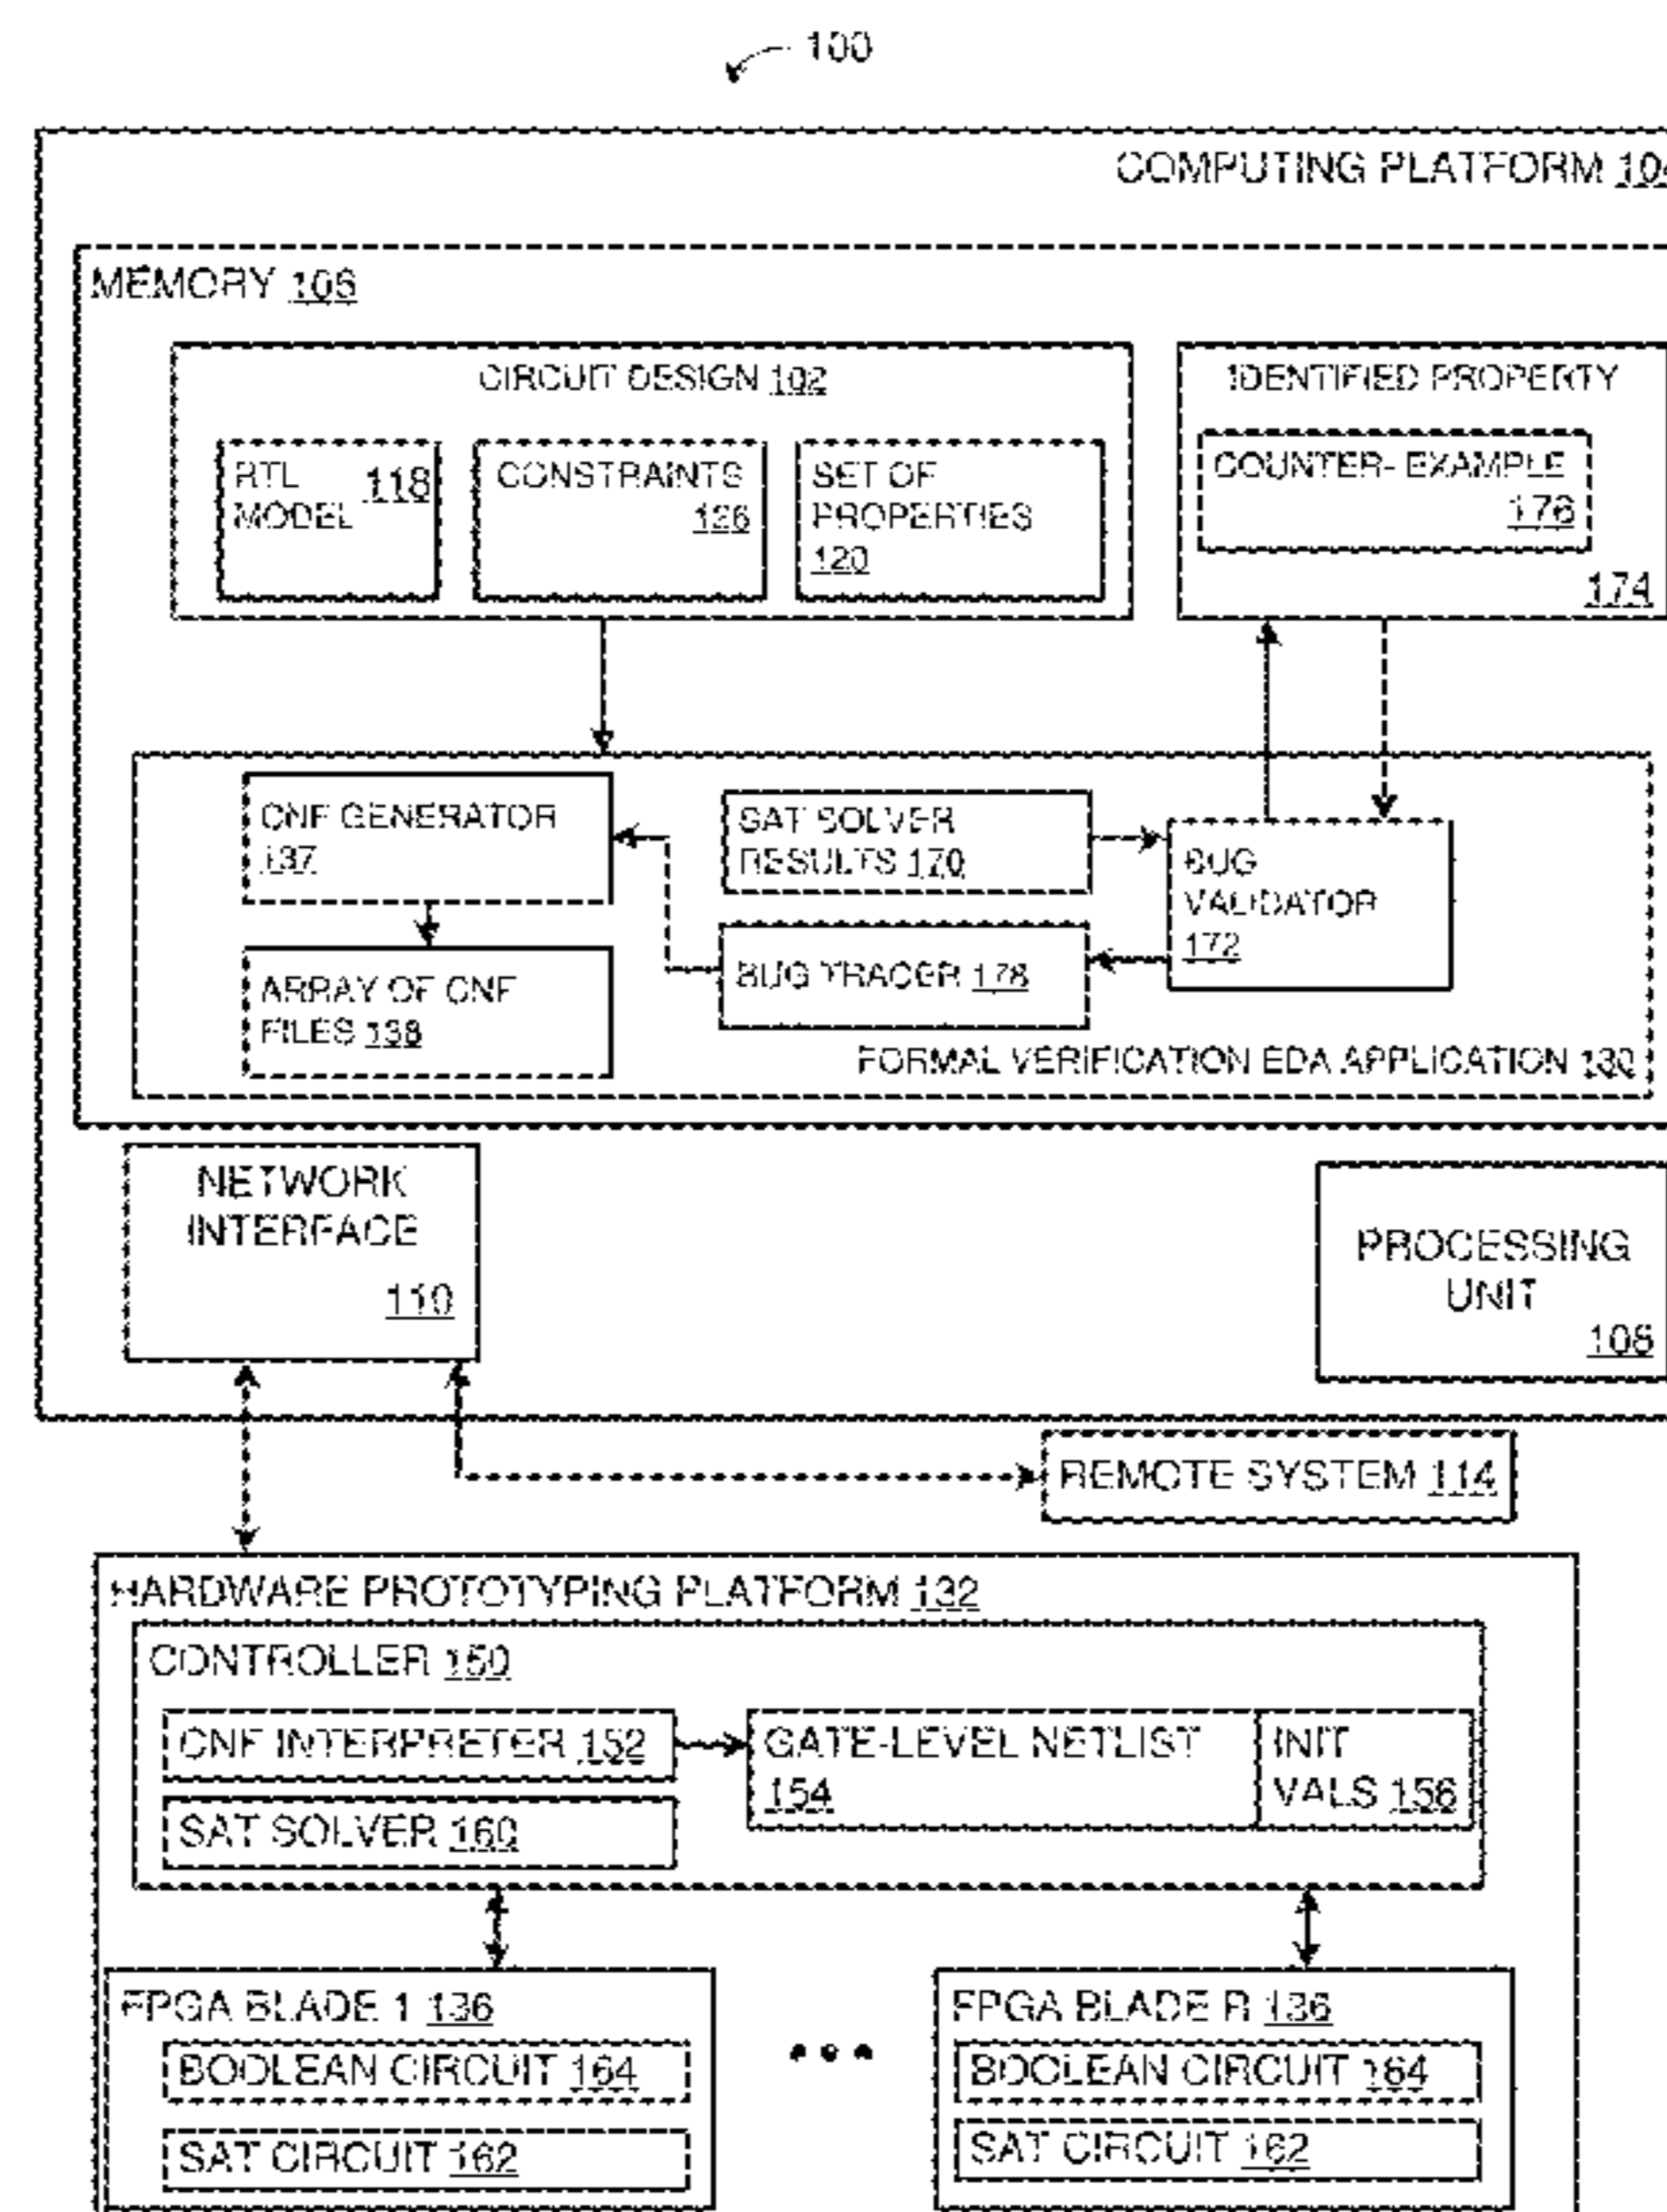 100
COMPUTING PLATFORM 104
MEMORY 106
CIRCUIT DESIGN 102
RTL
MODEL 118
CONSTRAINTS
126
SET OF
PROPERTIES
120
IDENTIFIED PROPERTY
COUNTER- EXAMPLE
176
174
CNF GENERATOR
137
SAT SOLVER
RESULTS 170
BUG
VALIDATOR
172
ARRAY OF CNF
FILES 138
BUG TRACER 178
FORMAL VERIFICATION EDA APPLICATION 130
NETWORK
INTERFACE
110
PROCESSING
UNIT
108
REMOTE SYSTEM 114
HARDWARE PROTOTYPING PLATFORM 132
CONTROLLER 150
CNF INTERPRETER 152
GATE-LEVEL NETLIST
154
INIT
VALS 156
SAT SOLVER 160
FPGA BLADE 1 136
BOOLEAN CIRCUIT 164
SAT CIRCUIT 162
FPGA BLADE R 136
BOOLEAN CIRCUIT 164
SAT CIRCUIT 162